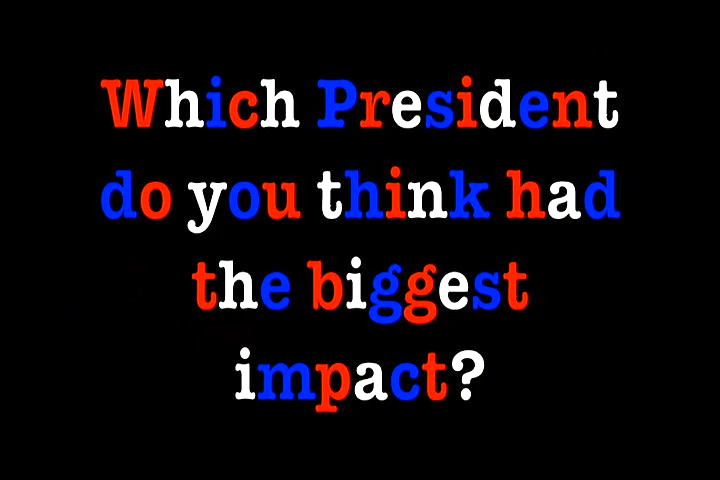 Which President
do you think had
the biggest
impact?